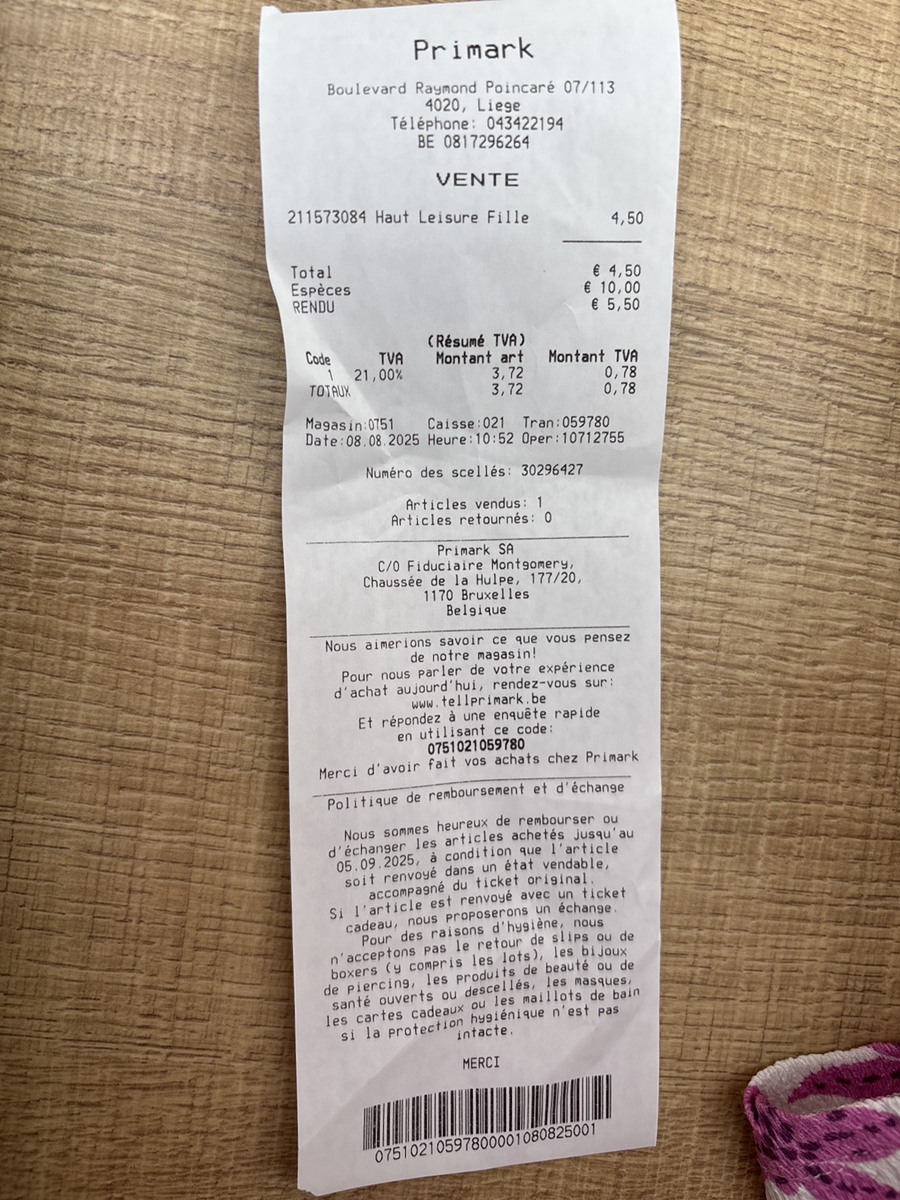 Primark
Boulevard Raymond Poincaré 07/113
4020, Liege
Téléphone: 043422194
BE 0817296264
VENTE
211573084 Haut Leisure Fille 4,50
Total € 4,50
Espèces € 10,00
RENDU € 5,50
(Résumé TVA)
Code TVA Montant art Montant TVA
1 21,00% 3,72 0,78
TOTAUX 3,72 0,78
Magasin:0751 Caisse:021 Tran:059780
Date:08.08.2025 Heure:10:52 Oper:10712755
Numéro des scellés: 30296427
Articles vendus: 1
Articles retournés: 0
Primark SA
C/O Fiduciaire Montgomery,
Chaussée de la Hulpe, 177/20,
1170 Bruxelles
Belgique
Nous aimerions savoir ce que vous pensez
de notre magasin!
Pour nous parler de votre expérience
d'achat aujourd'hui, rendez-vous sur:
www.tellprimark.be
Et répondez à une enquête rapide
en utilisant ce code:
0751021059780
Merci d'avoir fait vos achats chez Primark
Politique de remboursement et d'échange
Nous sommes heureux de rembourser ou
d'échanger les articles achetés jusqu'au
05.09.2025, à condition que l'article
soit renvoyé dans un état vendable,
accompagné du ticket original.
Si l'article est renvoyé avec un ticket
cadeau, nous proposerons un échange.
Pour des raisons d'hygiène, nous
n'acceptons pas le retour de slips ou de
boxers (y compris les lots), les bijoux
de piercing, les produits de beauté ou de
santé ouverts ou descellés, les masques,
les cartes cadeaux ou les maillots de bain
si la protection hygiénique n'est pas
intacte.
MERCI
07510210597800001080825001